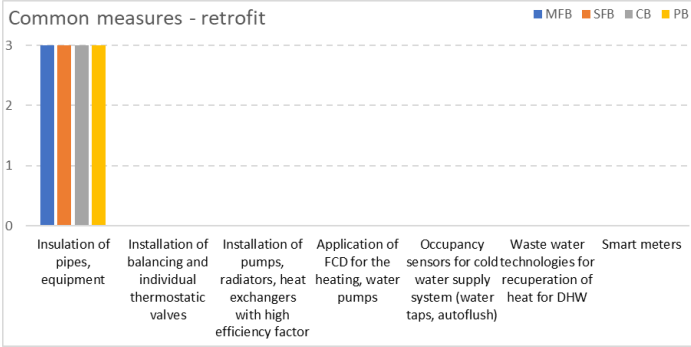 Common measures - retrofit
MFB SFB CB PB
3
2
1
0
Insulation of
pipes,
equipment
Installation of
balancing and
individual
thermostatic
valves
Installation of
pumps,
radiators, heat
exchangers
with high
efficiency factor
Application of
FCD for the
heating, water
pumps
Occupancy
sensors for cold
water supply
system (water
taps, autoflush)
Waste water
technologies for
recuperation of
heat for DHW
Smart meters